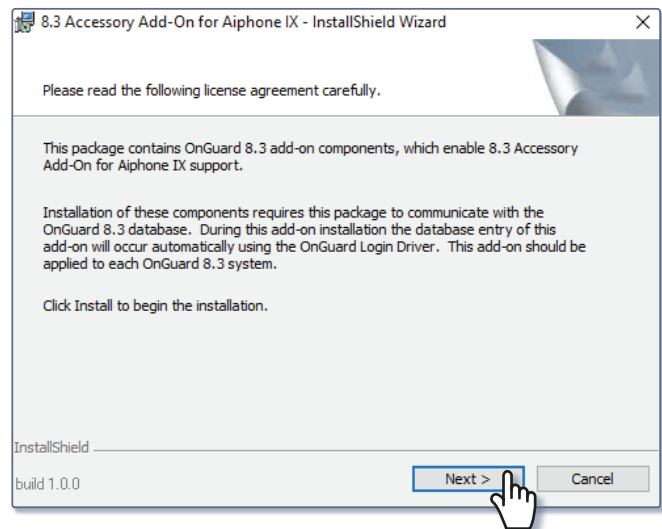 8.3 Accessory Add-On for Aiphone IX - InstallShield Wizard
Please read the following license agreement carefully.
This package contains OnGuard 8.3 add-on components, which enable 8.3 Accessory
Add-On for Aiphone IX support.
Installation of these components requires this package to communicate with the
OnGuard 8.3 database. During this add-on installation the database entry of this
add-on will occur automatically using the OnGuard Login Driver. This add-on should be
applied to each OnGuard 8.3 system.
Click Install to begin the installation.
InstallShield
build 1.0.0
Next >
Cancel